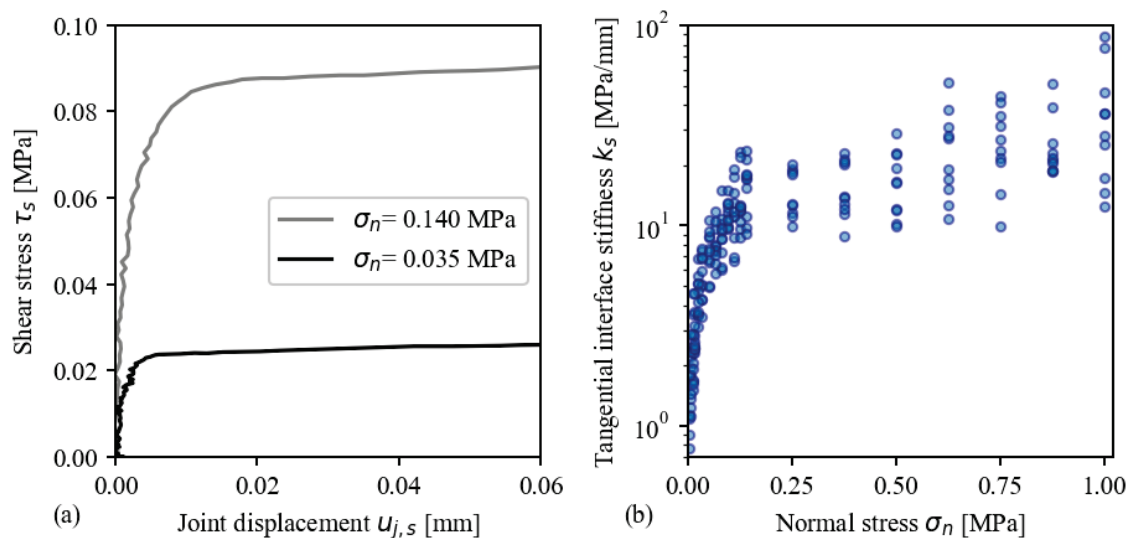 0.10
0.08
0.06
0.04
0.02
0.00
Shear stress τₛ [MPa]
σₙ= 0.140 MPa
σₙ= 0.035 MPa
0.00 0.02 0.04 0.06
(a) Joint displacement u_{j,s} [mm]
10²
10¹
10⁰
Tangential interface stiffness kₛ [MPa/mm]
0.00 0.25 0.50 0.75 1.00
(b) Normal stress σₙ [MPa]